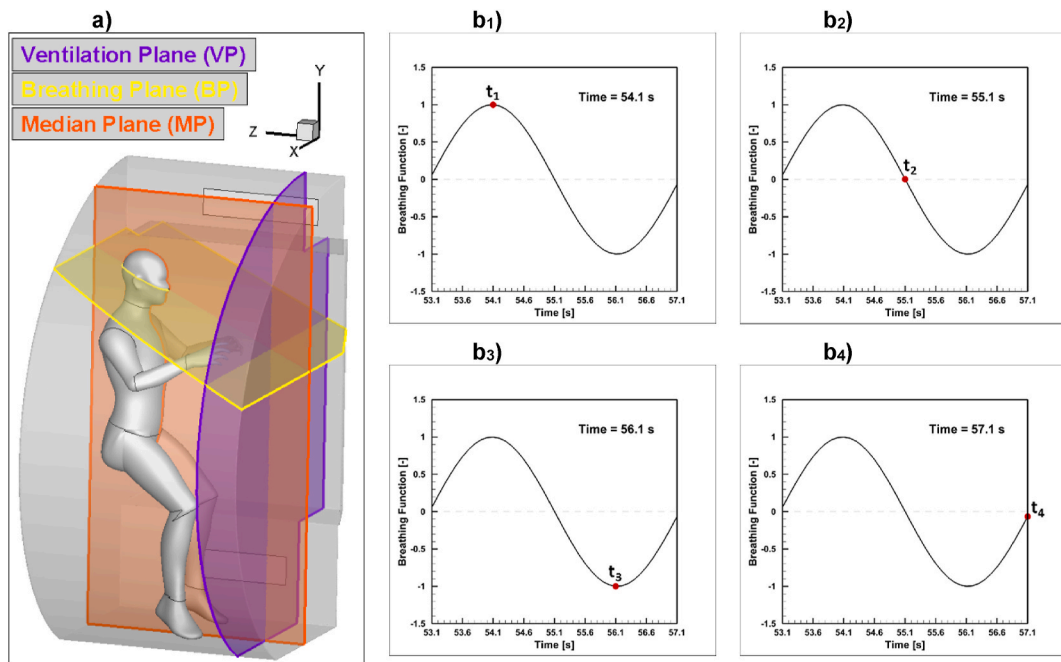 a)
Ventilation Plane (VP)
Breathing Plane (BP)
Median Plane (MP)
Y
Z
X
b1)
Breathing Function [-]
1.5
1
0.5
0
-0.5
-1
-1.5
t1
Time = 54.1 s
53.1 53.6 54.1 54.6 55.1 55.6 56.1 56.6 57.1
Time [s]
b2)
Breathing Function [-]
1.5
1
0.5
0
-0.5
-1
-1.5
Time = 55.1 s
t2
53.1 53.6 54.1 54.6 55.1 55.6 56.1 56.6 57.1
Time [s]
b3)
Breathing Function [-]
1.5
1
0.5
0
-0.5
-1
-1.5
Time = 56.1 s
t3
53.1 53.6 54.1 54.6 55.1 55.6 56.1 56.6 57.1
Time [s]
b4)
Breathing Function [-]
1.5
1
0.5
0
-0.5
-1
-1.5
Time = 57.1 s
t4
53.1 53.6 54.1 54.6 55.1 55.6 56.1 56.6 57.1
Time [s]